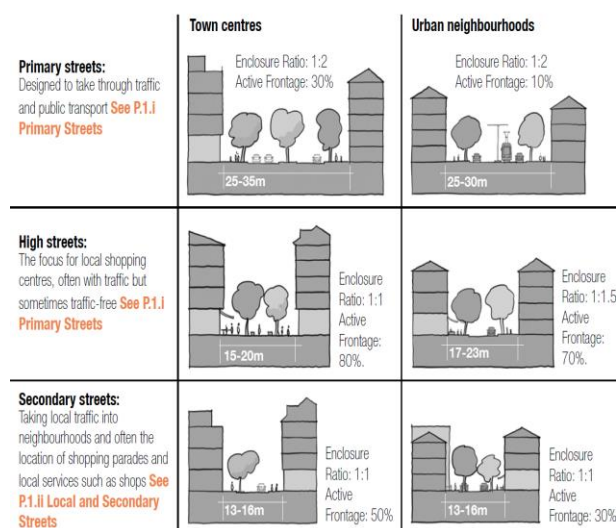 Town centres
Urban neighbourhoods
Primary streets:
Designed to take through traffic
and public transport See P.1.i
Primary Streets
Enclosure Ratio: 1:2
Active Frontage: 30%
25-35m
Enclosure Ratio: 1:2
Active Frontage: 10%
25-30m
High streets:
The focus for local shopping
centres, often with traffic but
sometimes traffic-free See P.1.i
Primary Streets
Enclosure
Ratio: 1:1
Active
Frontage:
80%.
15-20m
Enclosure
Ratio: 1:1.5
Active
Frontage:
70%.
17-23m
Secondary streets:
Taking local traffic into
neighbourhoods and often the
location of shopping parades and
local services such as shops See
P.1.ii Local and Secondary
Streets
Enclosure
Ratio: 1:1
Active
Frontage: 50%
13-16m
Enclosure
Ratio: 1:1
Active
Frontage: 30%
13-16m